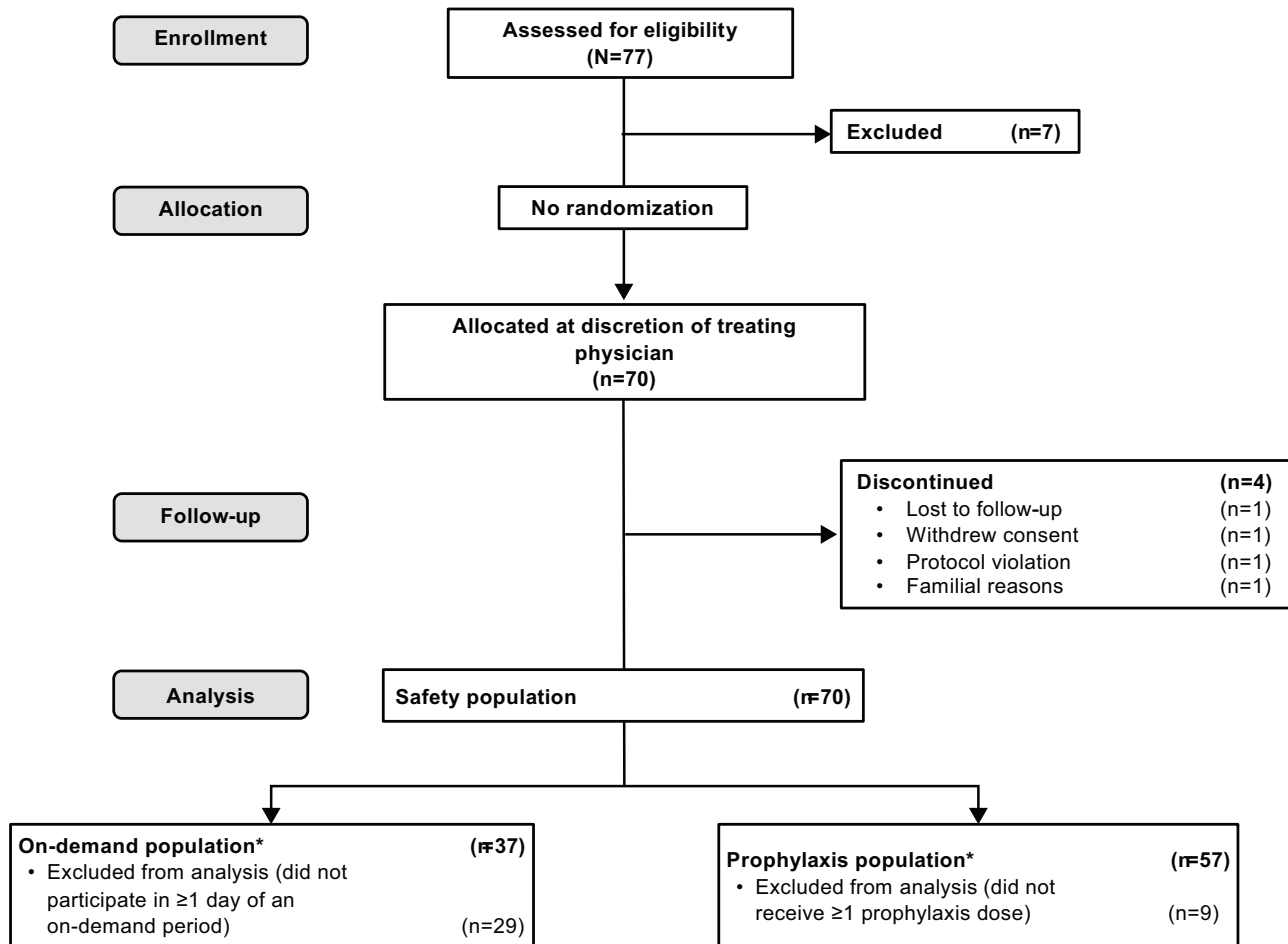 Enrollment
Assessed for eligibility
(N=77)
Excluded (n=7)
Allocation
No randomization
Allocated at discretion of treating
physician
(n=70)
Follow-up
Discontinued (n=4)
• Lost to follow-up (n=1)
• Withdrew consent (n=1)
• Protocol violation (n=1)
• Familial reasons (n=1)
Analysis
Safety population (n=70)
On-demand population* (n=37)
• Excluded from analysis (did not
participate in ≥1 day of an
on-demand period) (n=29)
Prophylaxis population* (n=57)
• Excluded from analysis (did not
receive ≥1 prophylaxis dose) (n=9)